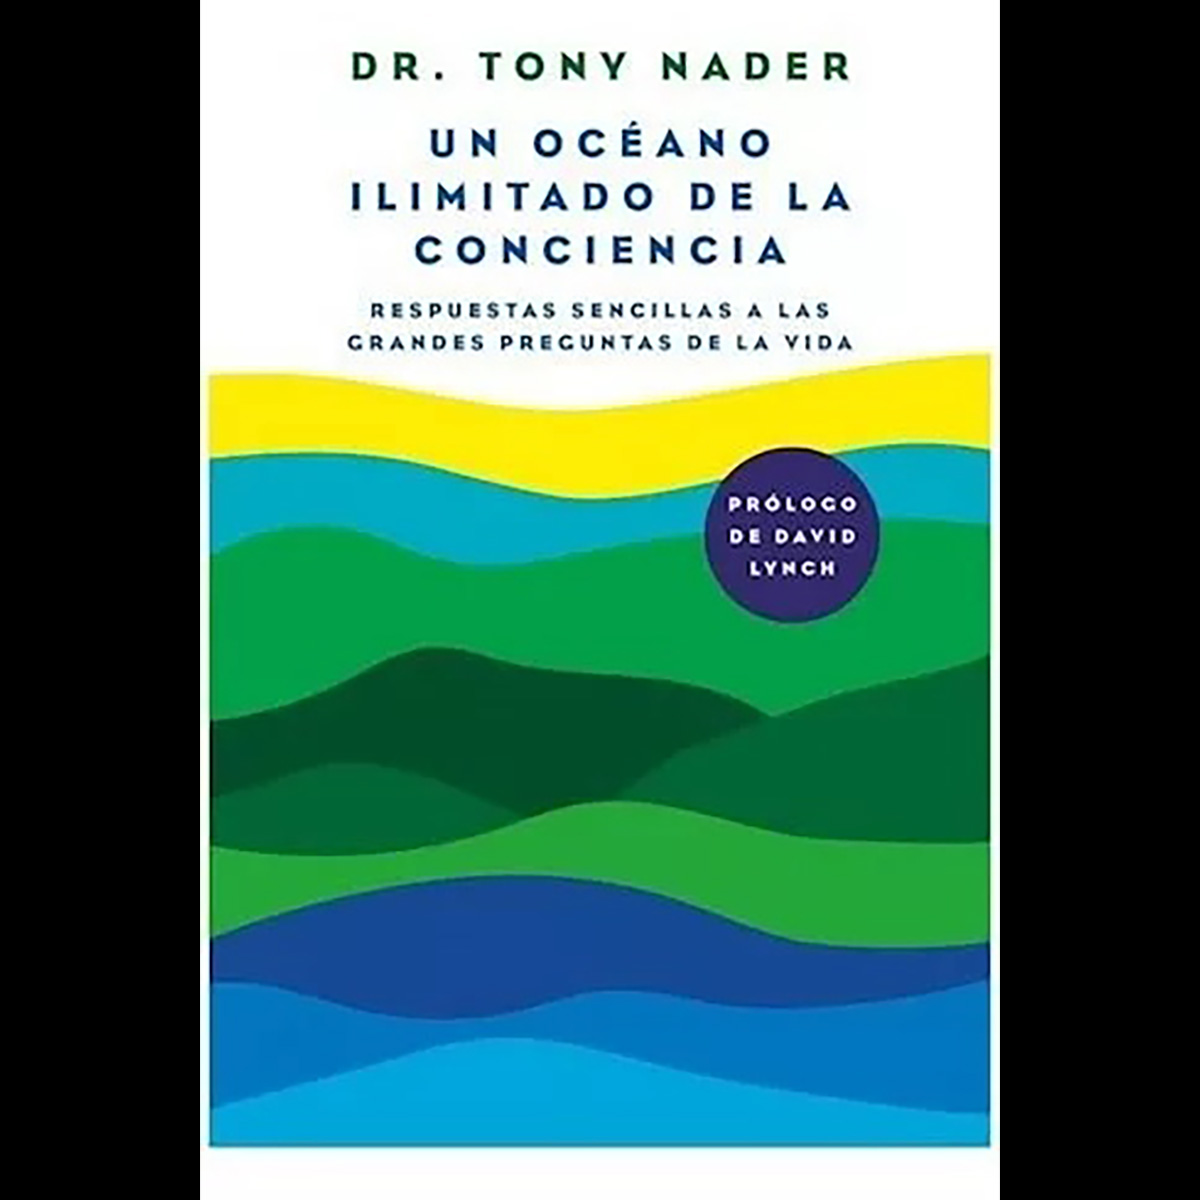 DR. TONY NADER
UN OCÉANO
ILIMITADO DE LA
CONCIENCIA
RESPUESTAS SENCILLAS A LAS
GRANDES PREGUNTAS DE LA VIDA
PRÓLOGO
DE DAVID
LYNCH